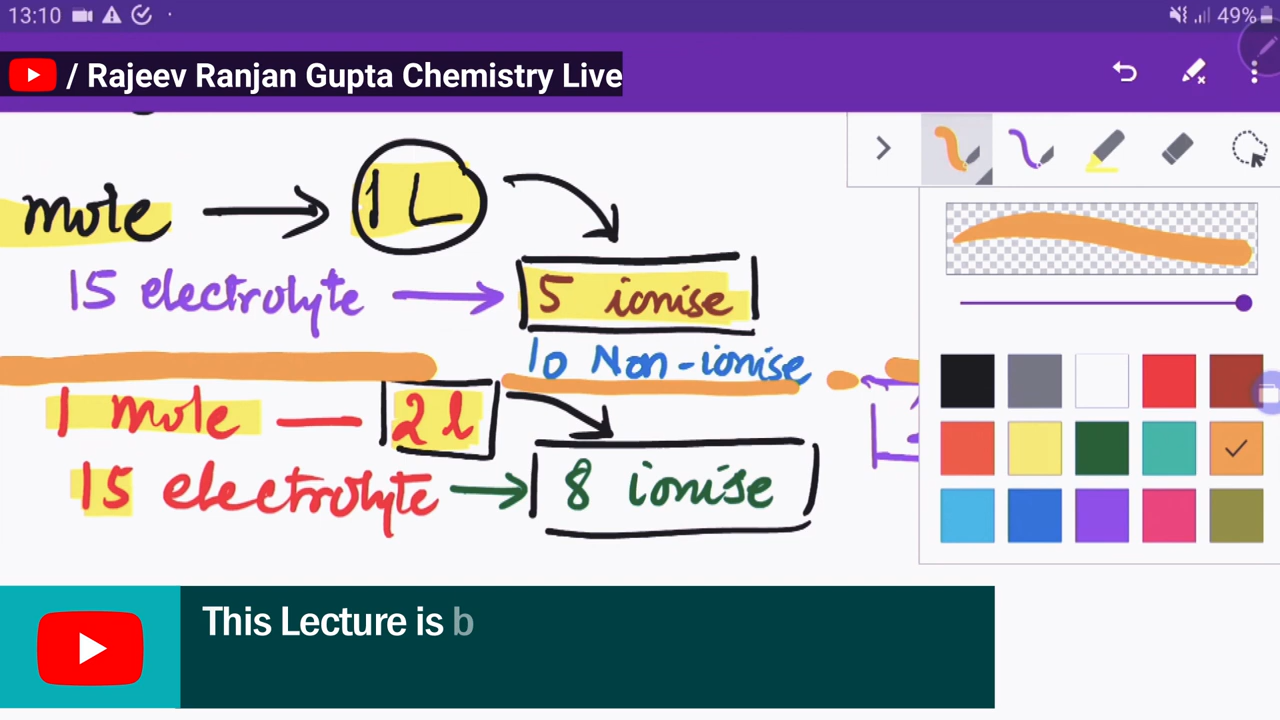 13:10 49%
/ Rajeev Ranjan Gupta Chemistry Live
mole → 1 L
15 electrolyte → 5 ionise
10 Non-ionise
1 mole — 2 l
15 electrolyte → 8 ionise
This Lecture is b